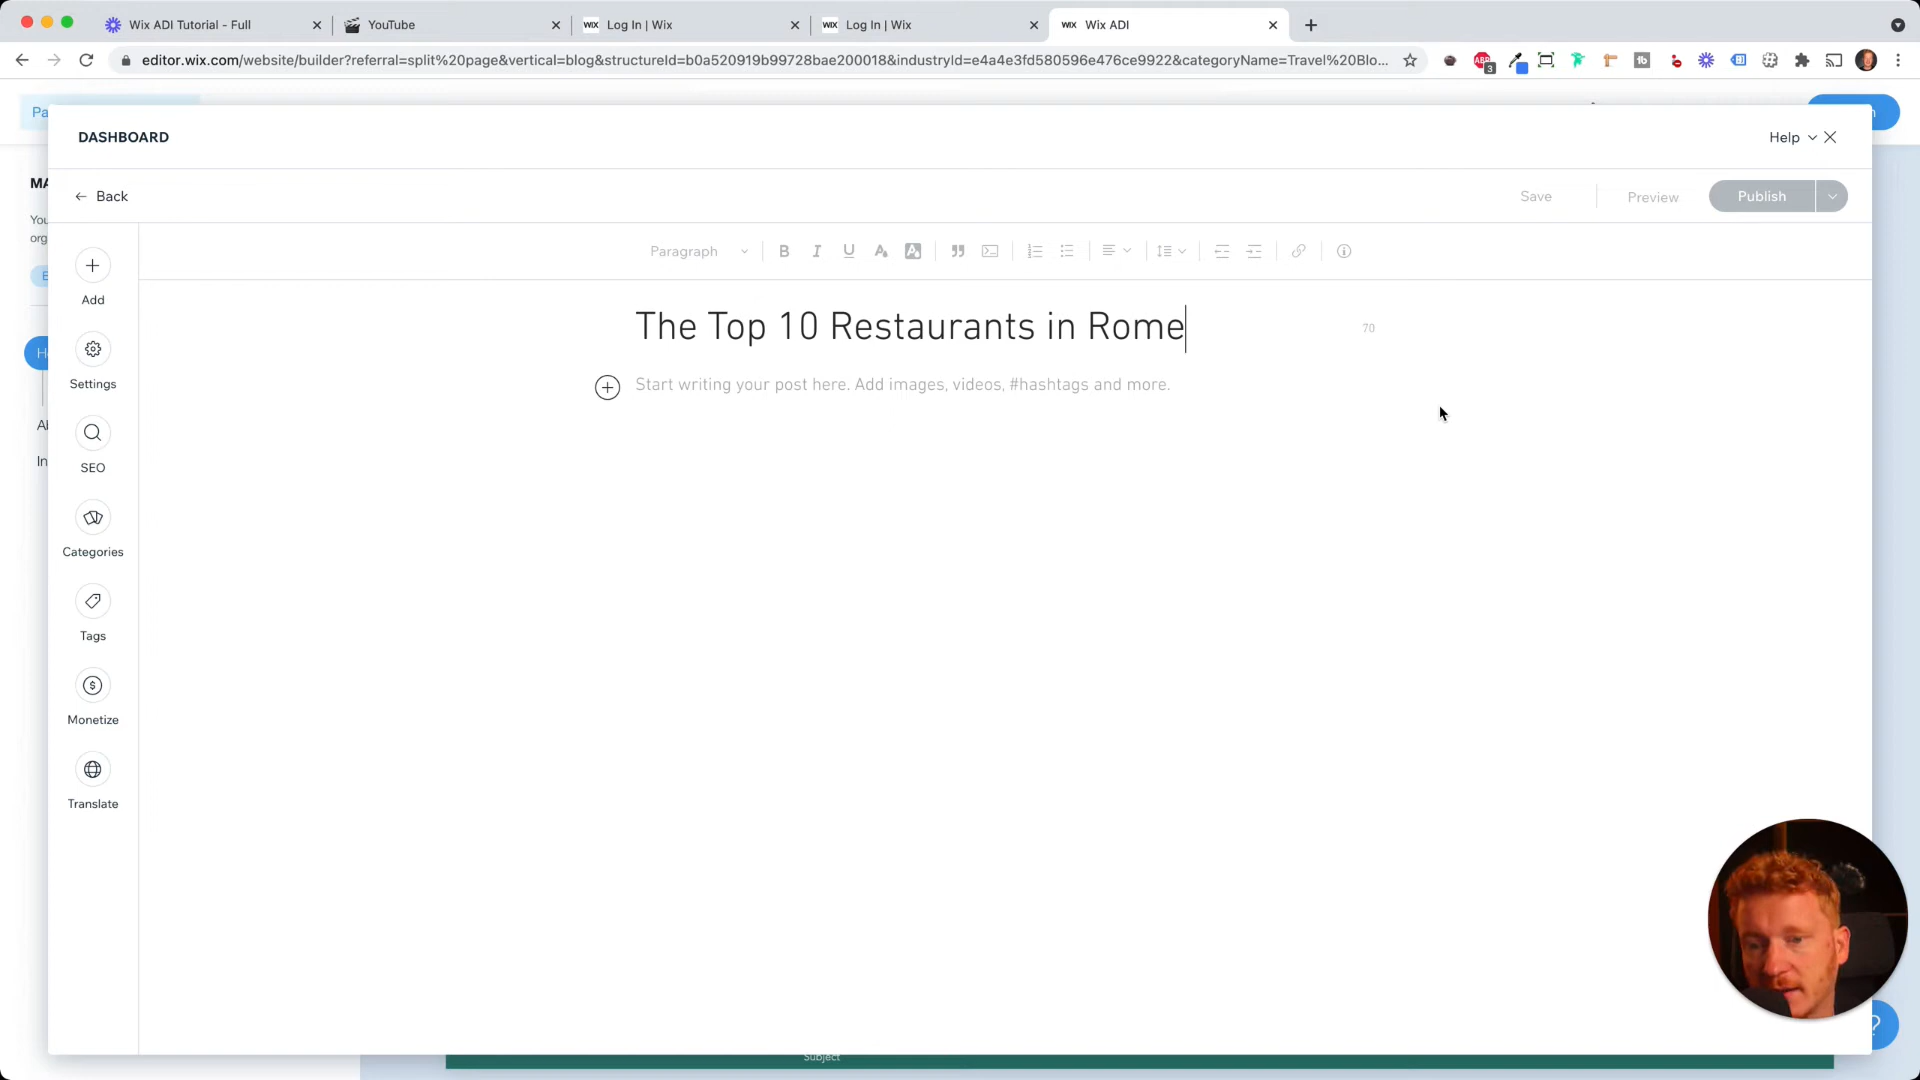 Wix ADI Tutorial - Full
YouTube
WIX Log In | Wix
WIX Log In | Wix
WIX Wix ADI
editor.wix.com/website/builder?referral=split%20page&vertical=blog&structureId=b0a520919b99728bae200018&industryId=e4a4e3fd580596e476ce9922&categoryName=Travel%20Blo...
DASHBOARD
Help
Back
Save
Preview
Publish
Paragraph
The Top 10 Restaurants in Rome
70
Start writing your post here. Add images, videos, #hashtags and more.
Add
Settings
SEO
Categories
Tags
Monetize
Translate
Subject